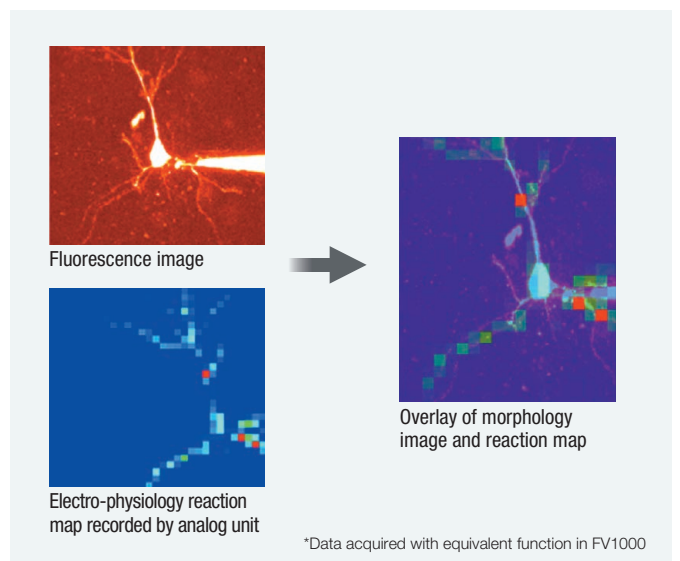 Fluorescence image
Electro-physiology reaction
map recorded by analog unit
Overlay of morphology
image and reaction map
*Data acquired with equivalent function in FV1000